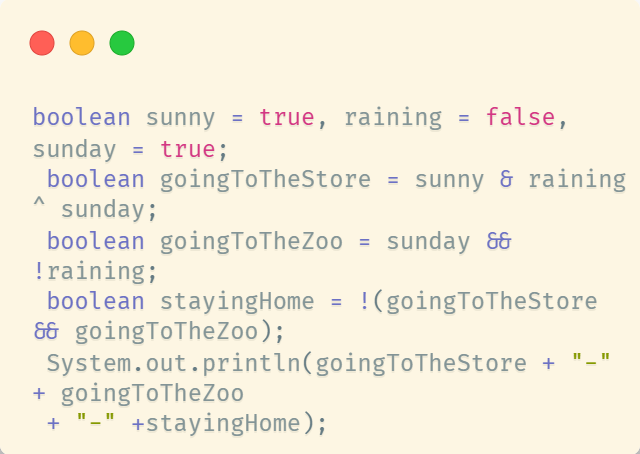 boolean sunny = true, raining = false,
sunday = true;
boolean goingToTheStore = sunny & raining
^ sunday;
boolean goingToTheZoo = sunday &&
!raining;
boolean stayingHome = !(goingToTheStore
&& goingToTheZoo);
System.out.println(goingToTheStore + "-"
+ goingToTheZoo
+ "-" +stayingHome);